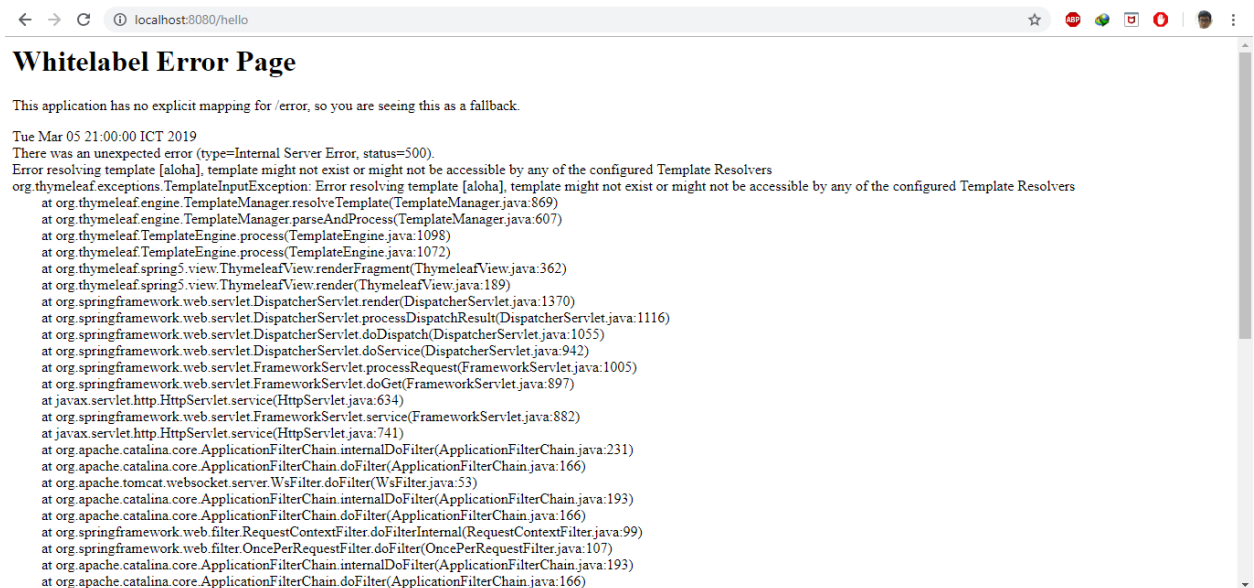 localhost:8080/hello
ABP
Whitelabel Error Page
This application has no explicit mapping for /error, so you are seeing this as a fallback.
Tue Mar 05 21:00:00 ICT 2019
There was an unexpected error (type=Internal Server Error, status=500).
Error resolving template [aloha], template might not exist or might not be accessible by any of the configured Template Resolvers
org.thymeleaf.exceptions.TemplateInputException: Error resolving template [aloha], template might not exist or might not be accessible by any of the configured Template Resolvers
at org.thymeleaf.engine.TemplateManager.resolveTemplate(TemplateManager.java:869)
at org.thymeleaf.engine.TemplateManager.parseAndProcess(TemplateManager.java:607)
at org.thymeleaf.TemplateEngine.process(TemplateEngine.java:1098)
at org.thymeleaf.TemplateEngine.process(TemplateEngine.java:1072)
at org.thymeleaf.spring5.view.ThymeleafView.renderFragment(ThymeleafView.java:362)
at org.thymeleaf.spring5.view.ThymeleafView.render(ThymeleafView.java:189)
at org.springframework.web.servlet.DispatcherServlet.render(DispatcherServlet.java:1370)
at org.springframework.web.servlet.DispatcherServlet.processDispatchResult(DispatcherServlet.java:1116)
at org.springframework.web.servlet.DispatcherServlet.doDispatch(DispatcherServlet.java:1055)
at org.springframework.web.servlet.DispatcherServlet.doService(DispatcherServlet.java:942)
at org.springframework.web.servlet.FrameworkServlet.processRequest(FrameworkServlet.java:1005)
at org.springframework.web.servlet.FrameworkServlet.doGet(FrameworkServlet.java:897)
at javax.servlet.http.HttpServlet.service(HttpServlet.java:634)
at org.springframework.web.servlet.FrameworkServlet.service(FrameworkServlet.java:882)
at javax.servlet.http.HttpServlet.service(HttpServlet.java:741)
at org.apache.catalina.core.ApplicationFilterChain.internalDoFilter(ApplicationFilterChain.java:231)
at org.apache.catalina.core.ApplicationFilterChain.doFilter(ApplicationFilterChain.java:166)
at org.apache.tomcat.websocket.server.WsFilter.doFilter(WsFilter.java:53)
at org.apache.catalina.core.ApplicationFilterChain.internalDoFilter(ApplicationFilterChain.java:193)
at org.apache.catalina.core.ApplicationFilterChain.doFilter(ApplicationFilterChain.java:166)
at org.springframework.web.filter.RequestContextFilter.doFilterInternal(RequestContextFilter.java:99)
at org.springframework.web.filter.OncePerRequestFilter.doFilter(OncePerRequestFilter.java:107)
at org.apache.catalina.core.ApplicationFilterChain.internalDoFilter(ApplicationFilterChain.java:193)
at org.apache.catalina.core.ApplicationFilterChain.doFilter(ApplicationFilterChain.java:166)